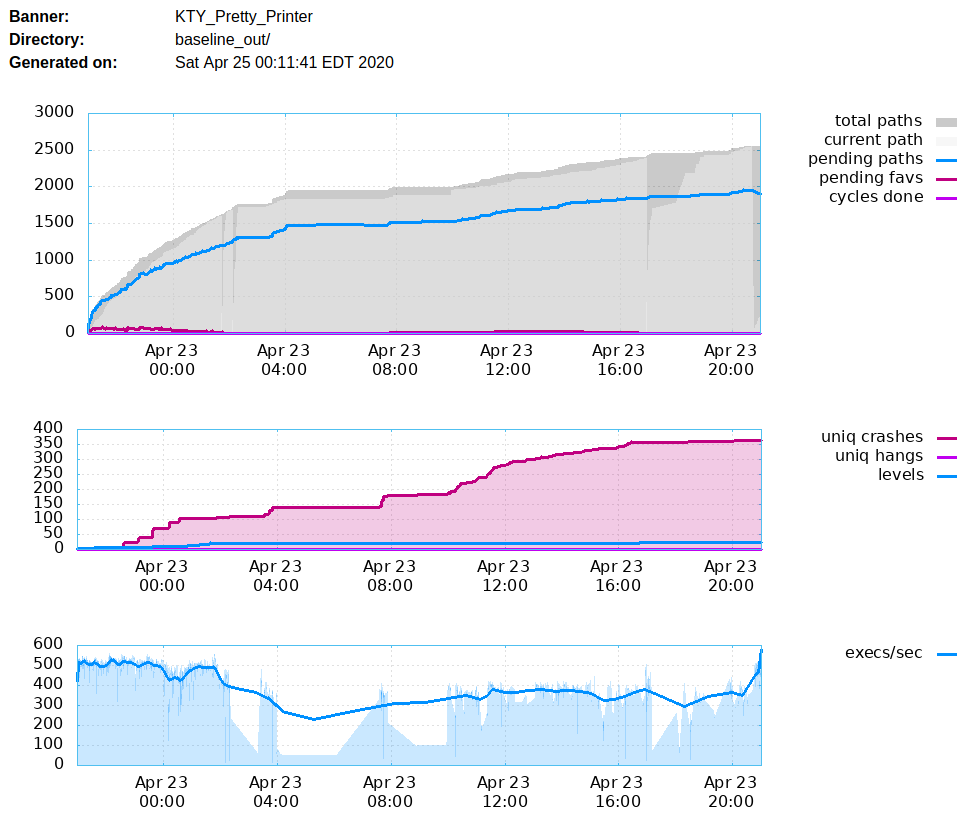 Banner: KTY_Pretty_Printer
Directory: baseline_out/
Generated on: Sat Apr 25 00:11:41 EDT 2020
3000
2500
2000
1500
1000
500
0
Apr 23 Apr 23 Apr 23 Apr 23 Apr 23 Apr 23
00:00 04:00 08:00 12:00 16:00 20:00
total paths
current path
pending paths
pending favs
cycles done
400
350
300
250
200
150
100
50
0
Apr 23 Apr 23 Apr 23 Apr 23 Apr 23 Apr 23
00:00 04:00 08:00 12:00 16:00 20:00
uniq crashes
uniq hangs
levels
600
500
400
300
200
100
0
Apr 23 Apr 23 Apr 23 Apr 23 Apr 23 Apr 23
00:00 04:00 08:00 12:00 16:00 20:00
execs/sec